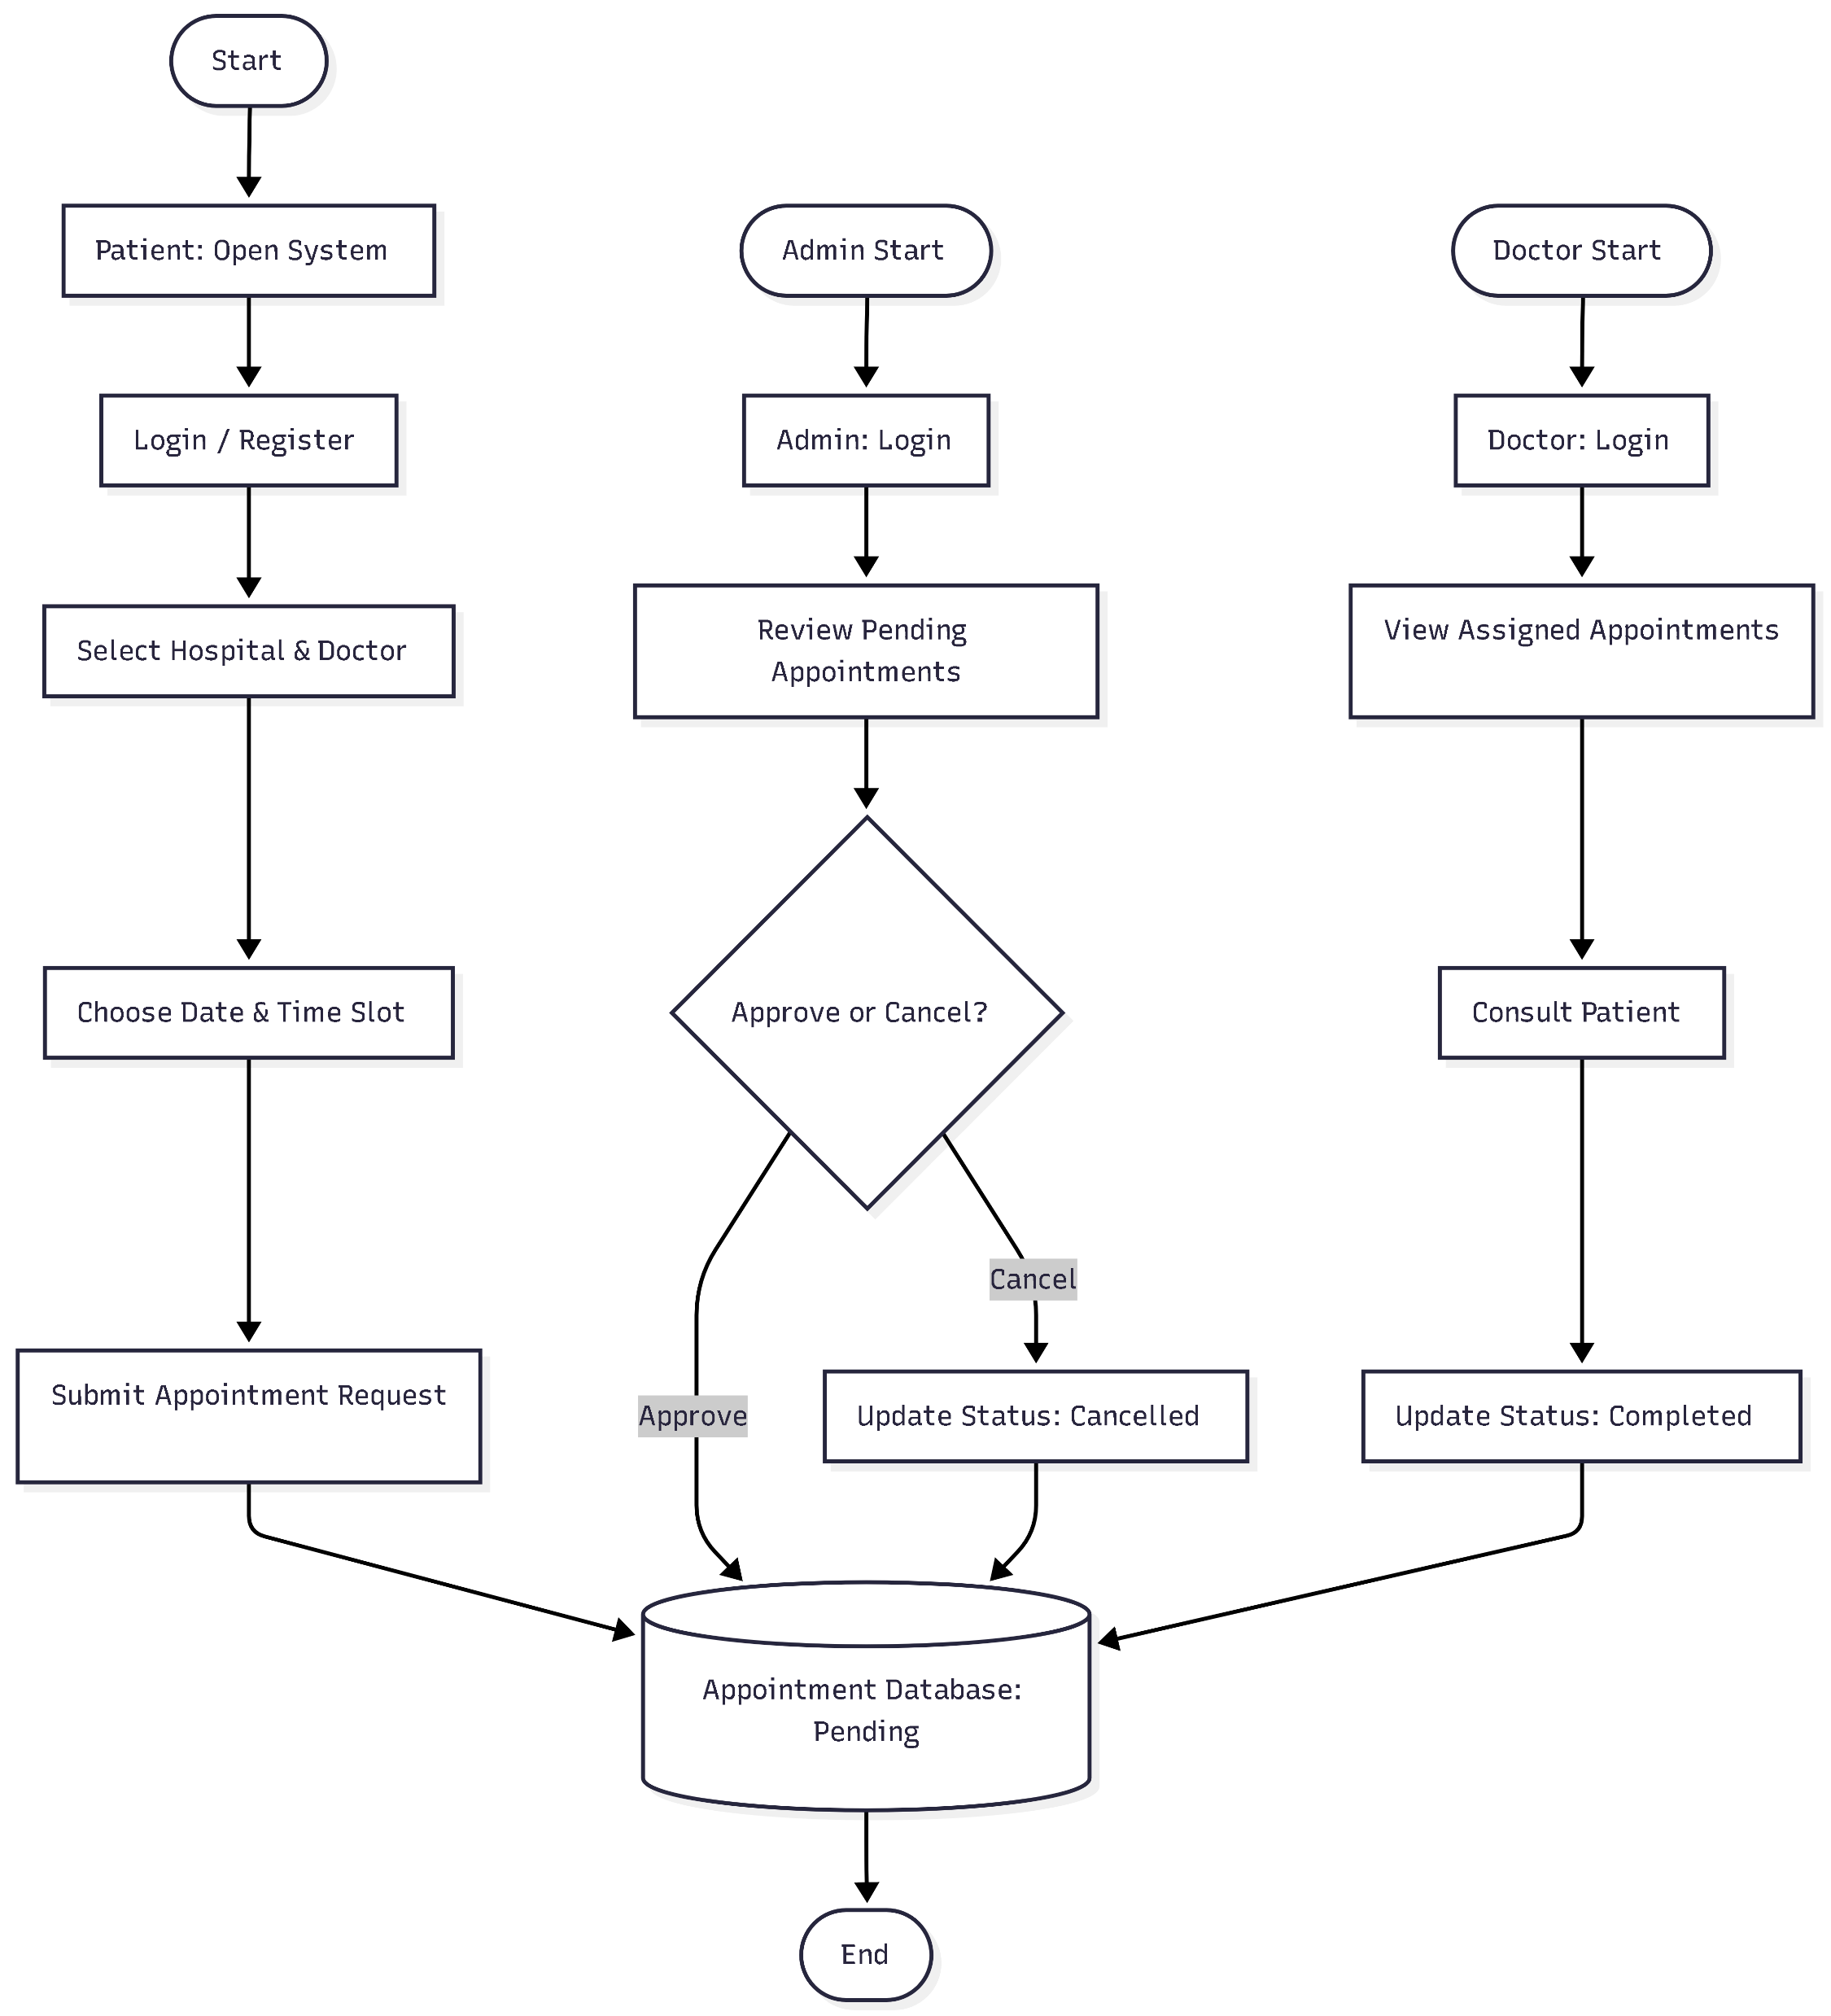 Start
Patient: Open System
Login / Register
Select Hospital & Doctor
Choose Date & Time Slot
Submit Appointment Request
Admin Start
Admin: Login
Review Pending
Appointments
Approve or Cancel?
Approve
Cancel
Update Status: Cancelled
Doctor Start
Doctor: Login
View Assigned Appointments
Consult Patient
Update Status: Completed
Appointment Database:
Pending
End